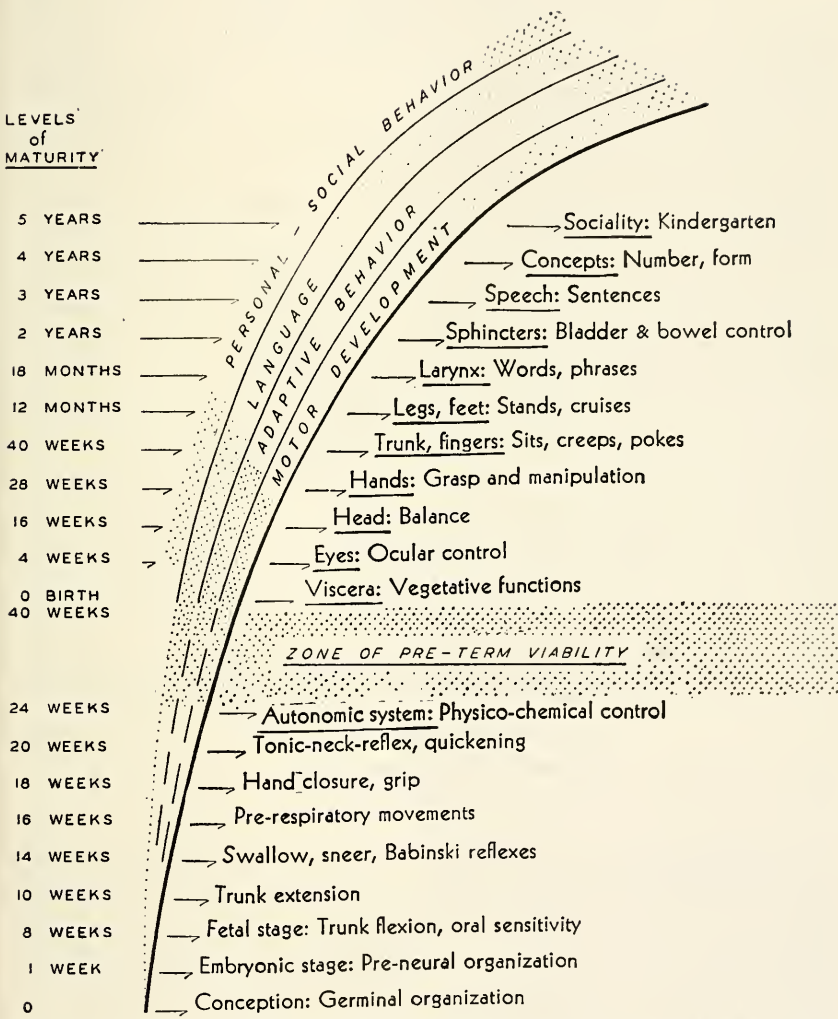 LEVELS
of
MATURITY
PERSONAL - SOCIAL BEHAVIOR
LANGUAGE
ADAPTIVE BEHAVIOR
MOTOR DEVELOPMENT
5 YEARS Sociality: Kindergarten
4 YEARS Concepts: Number, form
3 YEARS Speech: Sentences
2 YEARS Sphincters: Bladder & bowel control
18 MONTHS Larynx: Words, phrases
12 MONTHS Legs, feet: Stands, cruises
40 WEEKS Trunk, fingers: Sits, creeps, pokes
28 WEEKS Hands: Grasp and manipulation
16 WEEKS Head: Balance
4 WEEKS Eyes: Ocular control
0 BIRTH Viscera: Vegetative functions
40 WEEKS
ZONE OF PRE-TERM VIABILITY
24 WEEKS Autonomic system: Physico-chemical control
20 WEEKS Tonic-neck-reflex, quickening
18 WEEKS Hand closure, grip
16 WEEKS Pre-respiratory movements
14 WEEKS Swallow, sneer, Babinski reflexes
10 WEEKS Trunk extension
8 WEEKS Fetal stage: Trunk flexion, oral sensitivity
1 WEEK Embryonic stage: Pre-neural organization
0 Conception: Germinal organization